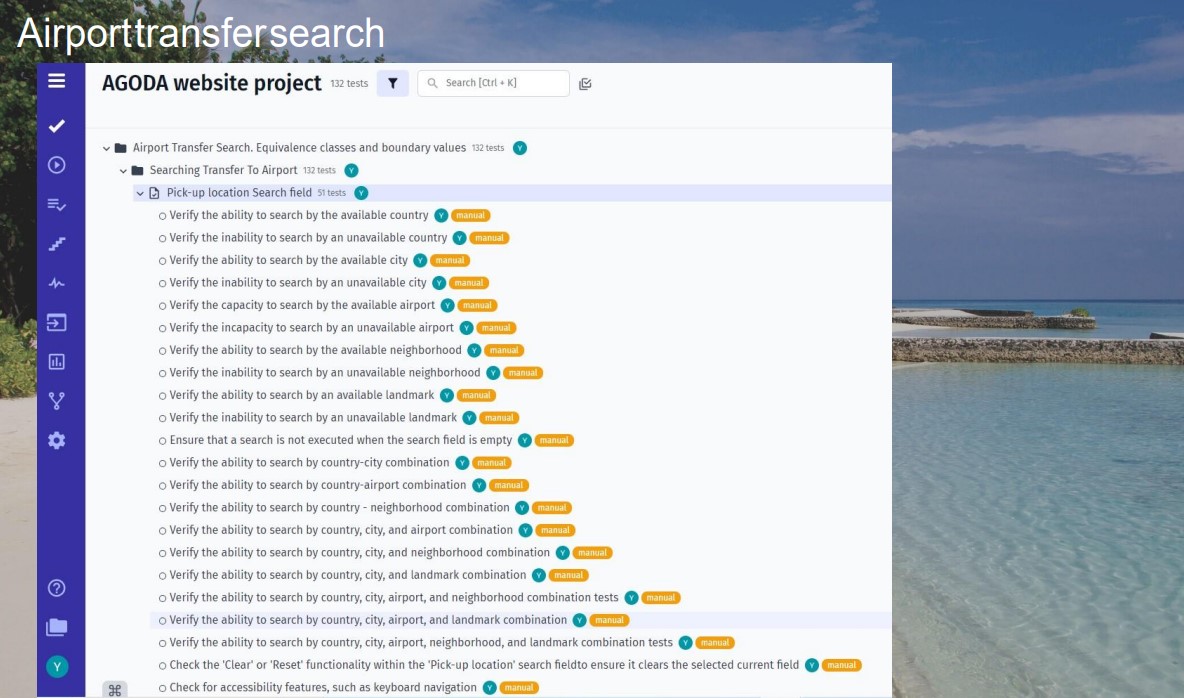 Airport transfer search
AGODA website project 132 tests Search [Ctrl + K]
Airport Transfer Search. Equivalence classes and boundary values 132 tests Y
Searching Transfer To Airport 132 tests Y
Pick-up location Search field 51 tests Y
Verify the ability to search by the available country Y manual
Verify the inability to search by an unavailable country Y manual
Verify the ability to search by the available city Y manual
Verify the inability to search by an unavailable city Y manual
Verify the capacity to search by the available airport Y manual
Verify the incapacity to search by an unavailable airport Y manual
Verify the ability to search by the available neighborhood Y manual
Verify the inability to search by an unavailable neighborhood Y manual
Verify the ability to search by an available landmark Y manual
Verify the inability to search by an unavailable landmark Y manual
Ensure that a search is not executed when the search field is empty Y manual
Verify the ability to search by country-city combination Y manual
Verify the ability to search by country-airport combination Y manual
Verify the ability to search by country - neighborhood combination Y manual
Verify the ability to search by country, city, and airport combination Y manual
Verify the ability to search by country, city, and neighborhood combination Y manual
Verify the ability to search by country, city, and landmark combination Y manual
Verify the ability to search by country, city, airport, and neighborhood combination tests Y manual
Verify the ability to search by country, city, airport, and landmark combination Y manual
Verify the ability to search by country, city, airport, neighborhood, and landmark combination tests Y manual
Check the 'Clear' or 'Reset' functionality within the 'Pick-up location' search fieldto ensure it clears the selected current field Y manual
Y
Check for accessibility features, such as keyboard navigation Y manual